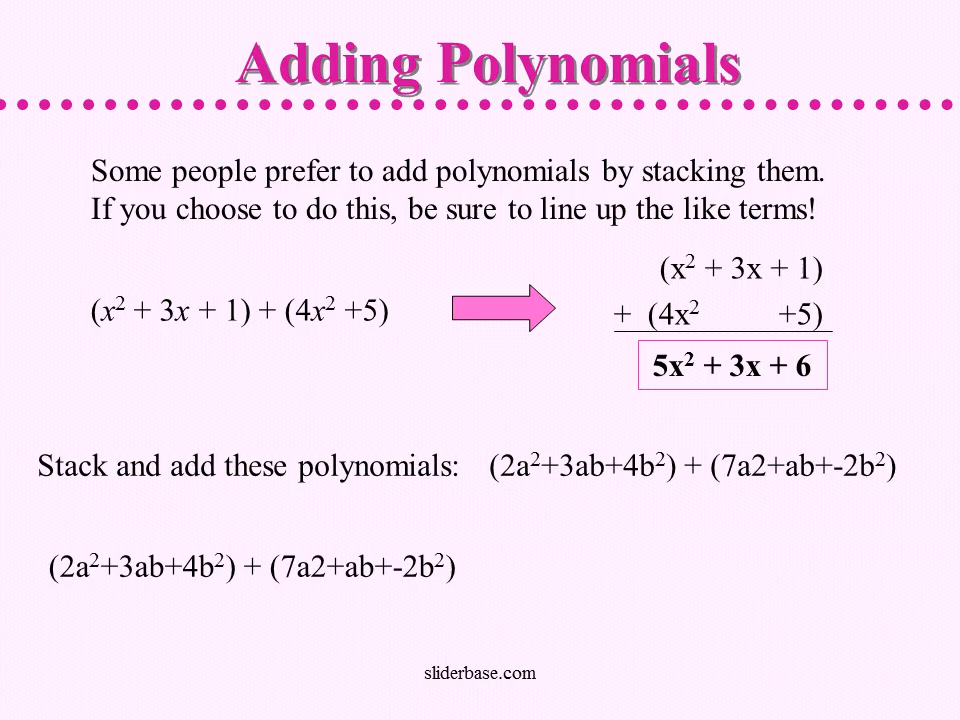 Adding Polynomials
Some people prefer to add polynomials by stacking them.
If you choose to do this, be sure to line up the like terms!
(x² + 3x + 1) + (4x² +5)
(x² + 3x + 1)
+ (4x² +5)
5x² + 3x + 6
Stack and add these polynomials: (2a²+3ab+4b²) + (7a2+ab+-2b²)
(2a²+3ab+4b²) + (7a2+ab+-2b²)
sliderbase.com